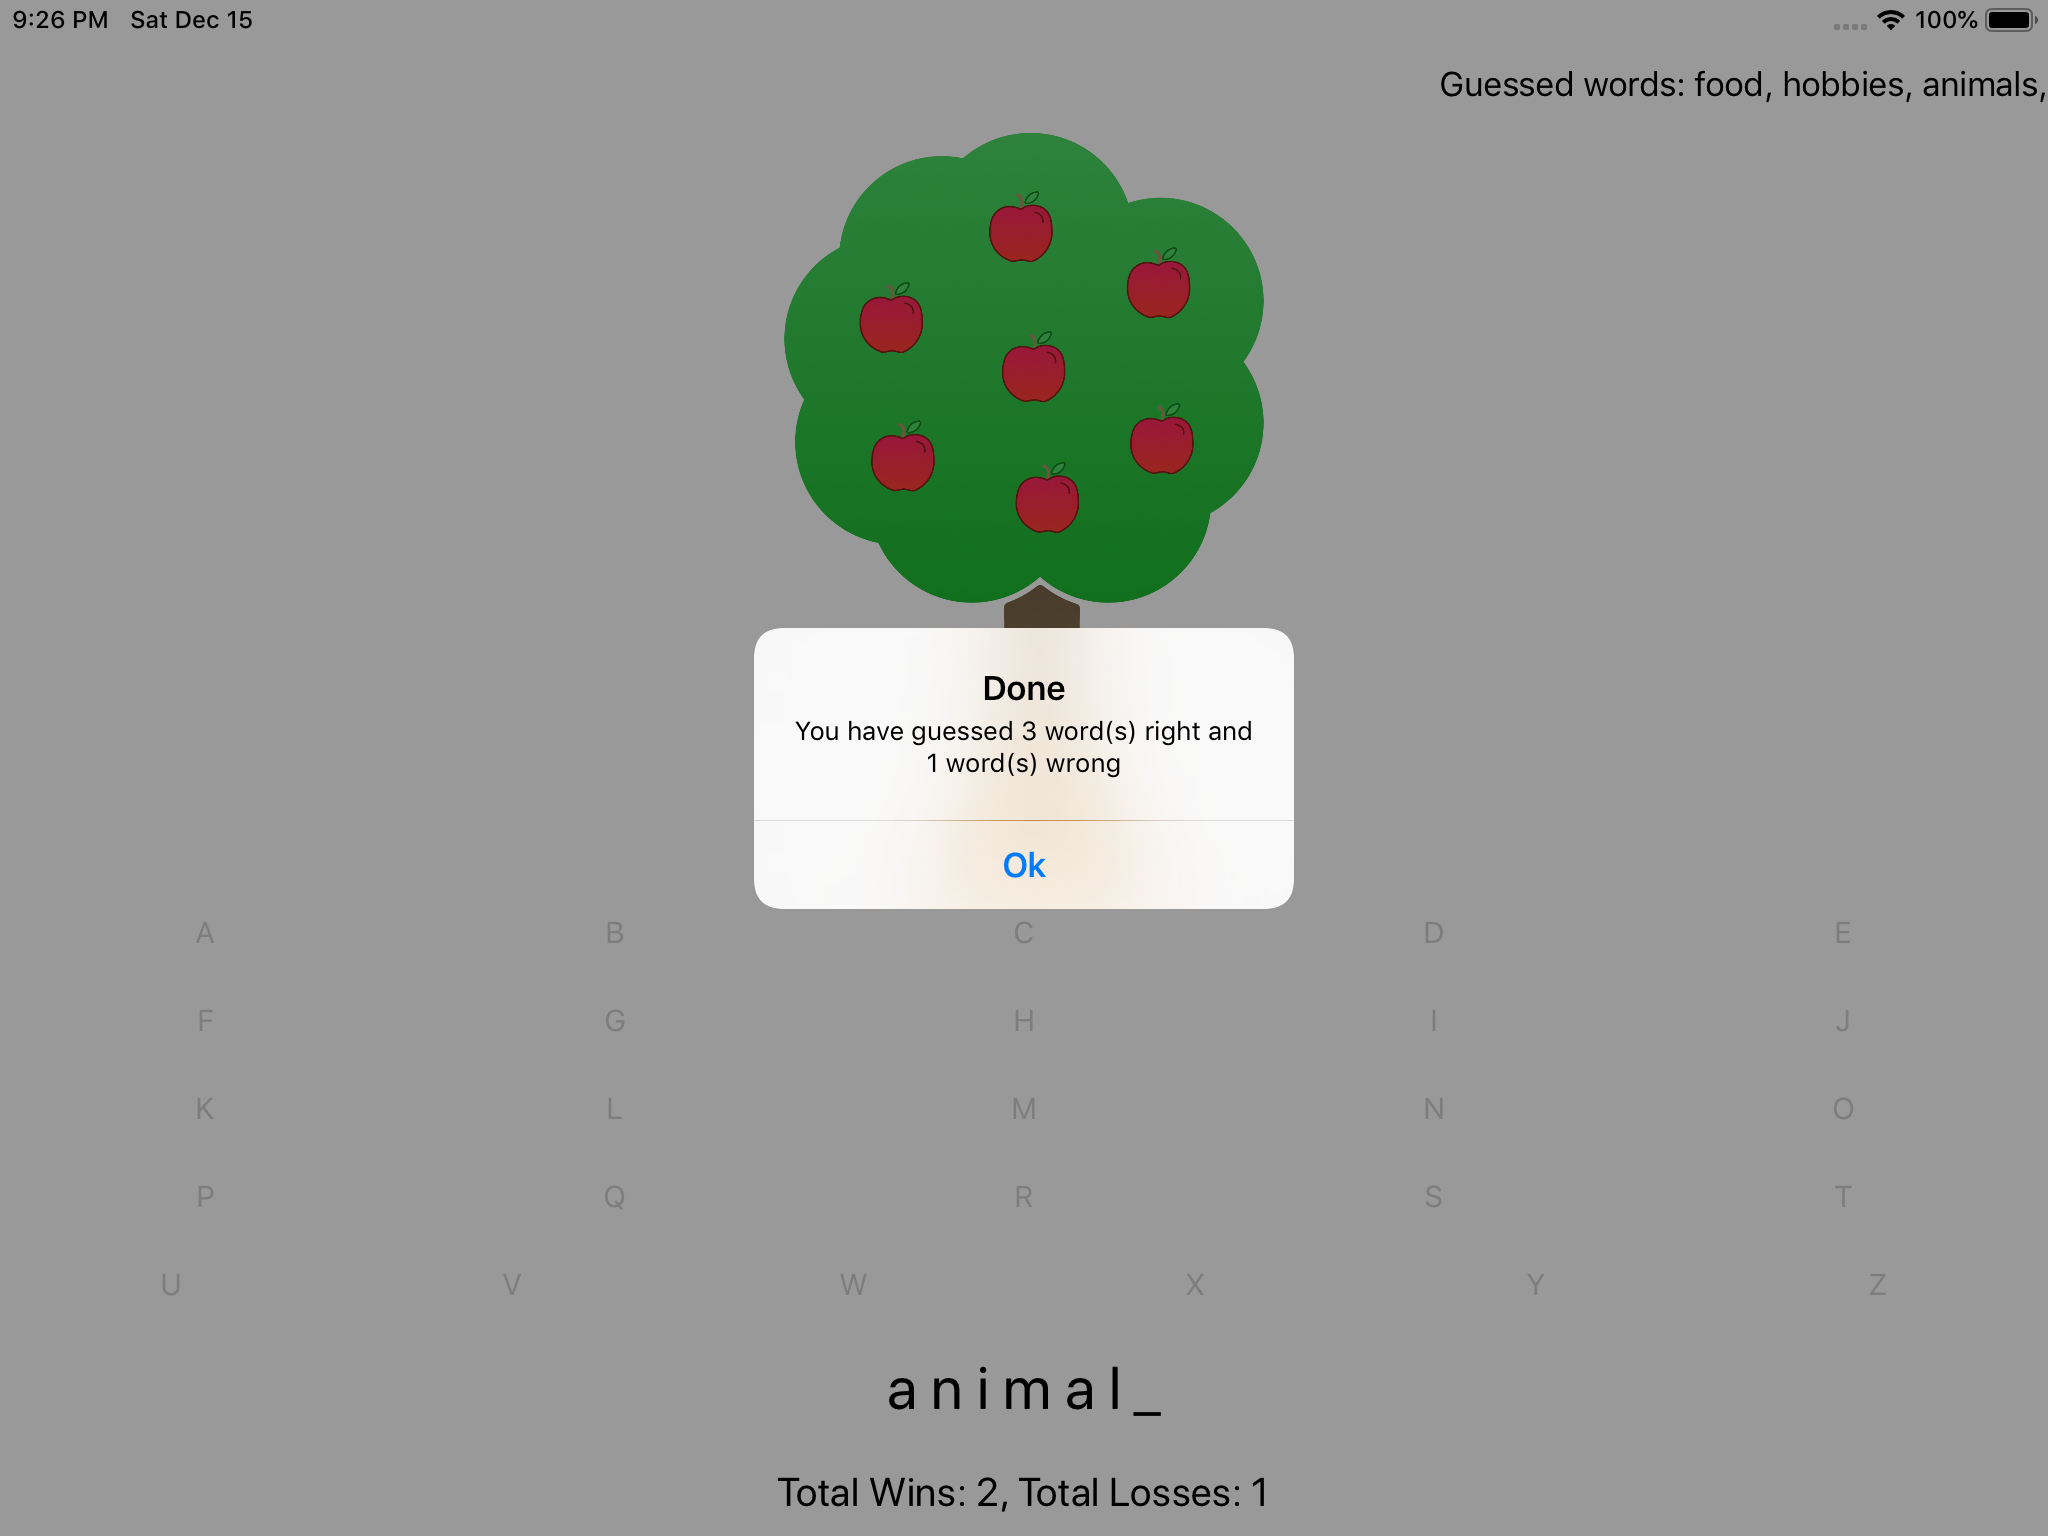 9:26 PM Sat Dec 15 100%
Guessed words: food, hobbies, animals,
Done
You have guessed 3 word(s) right and
1 word(s) wrong
Ok
A B C D E
F G H I J
K L M N O
P Q R S T
U V W X Y Z
a n i m a l _
Total Wins: 2, Total Losses: 1